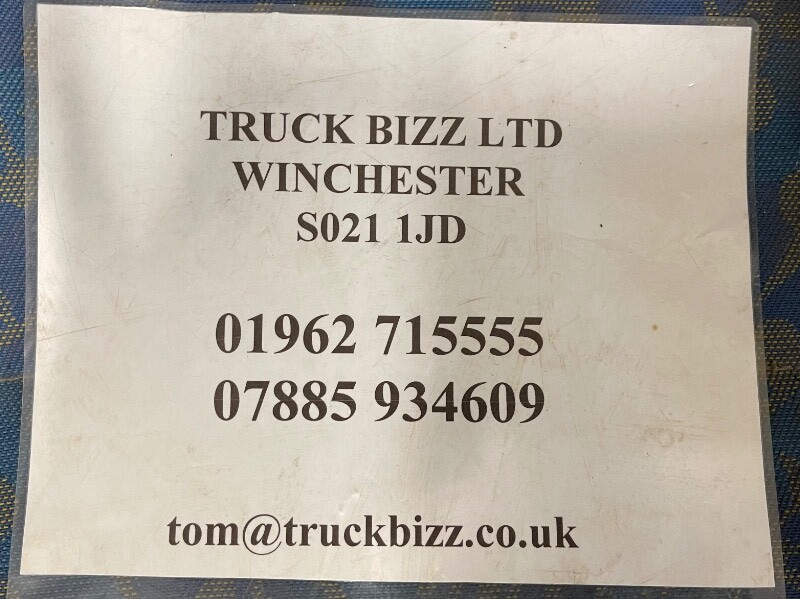 TRUCK BIZZ LTD
WINCHESTER
S021 1JD
01962 715555
07885 934609
tom@truckbizz.co.uk